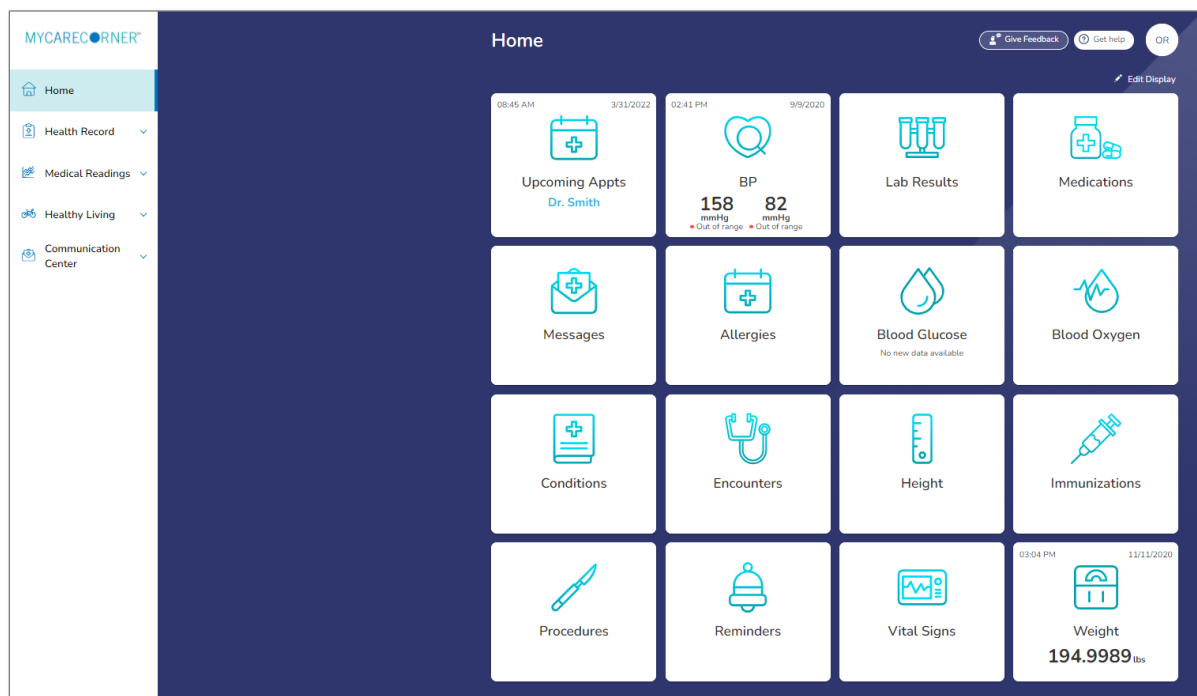 MYCARECORNER™
Home
Health Record
Medical Readings
Healthy Living
Communication
Center
Home
Give Feedback
Get help
OR
Edit Display
08:45 AM 3/31/2022
Upcoming Appts
Dr. Smith
02:41 PM 9/9/2020
BP
158 82
mmHg mmHg
Out of range Out of range
Lab Results
Medications
Messages
Allergies
Blood Glucose
No new data available
Blood Oxygen
Conditions
Encounters
Height
Immunizations
Procedures
Reminders
Vital Signs
03:04 PM 11/11/2020
Weight
194.9989 lbs